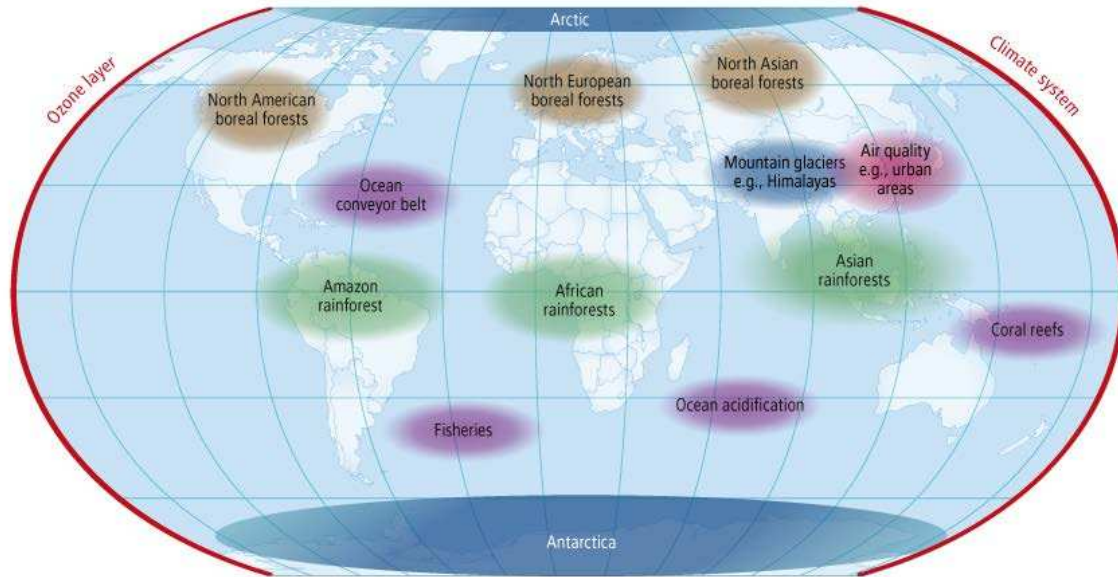 Arctic
Ozone layer
Climate system
North American
boreal forests
North European
boreal forests
North Asian
boreal forests
Mountain glaciers
e.g., Himalayas
Air quality
e.g., urban
areas
Ocean
conveyor belt
Amazon
rainforest
African
rainforests
Asian
rainforests
Coral reefs
Fisheries
Ocean acidification
Antarctica